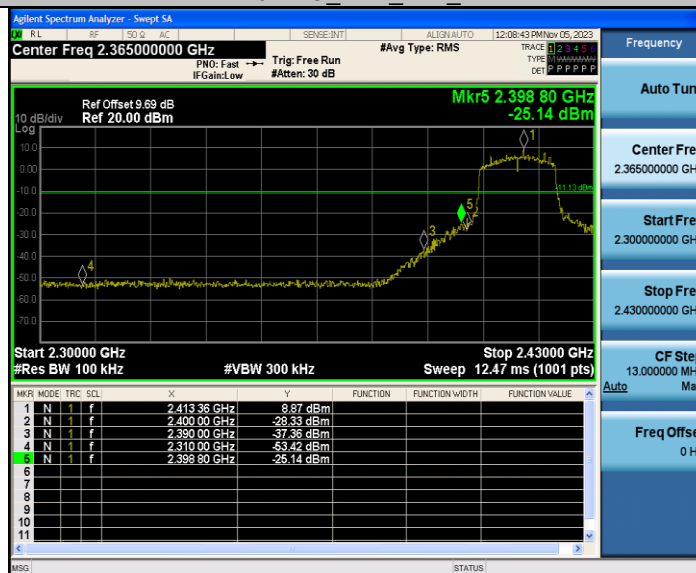 Agilent Spectrum Analyzer - Swept SA
RL RF 50 Ω AC SENSE:INT ALIGN AUTO 12:08:43 PM Nov 05, 2023
Center Freq 2.365000000 GHz #Avg Type: RMS TRACE 1 2 3 4 5 6
PNO: Fast Trig: Free Run TYPE M
IFGain:Low #Atten: 30 dB DET P P P P P P
Ref Offset 9.69 dB Mkr5 2.398 80 GHz
10 dB/div Ref 20.00 dBm -25.14 dBm
Log
10.0
0.00
-10.0
-11.13 dBm
-20.0
-30.0
-40.0
-50.0
-60.0
-70.0
1
5
2
3
4
Start 2.30000 GHz Stop 2.43000 GHz
#Res BW 100 kHz #VBW 300 kHz Sweep 12.47 ms (1001 pts)
MKR MODE TRC SCL X Y FUNCTION FUNCTION WIDTH FUNCTION VALUE
1 N 1 f 2.413 36 GHz 8.87 dBm
2 N 1 f 2.400 00 GHz -28.33 dBm
3 N 1 f 2.390 00 GHz -37.36 dBm
4 N 1 f 2.310 00 GHz -53.42 dBm
5 N 1 f 2.398 80 GHz -25.14 dBm
6
7
8
9
10
11
MSG STATUS
Frequency
Auto Tun
Center Fre
2.365000000 GH
Start Fre
2.300000000 GH
Stop Fre
2.430000000 GH
CF Ste
13.000000 MH
Auto Ma
Freq Offse
0 H